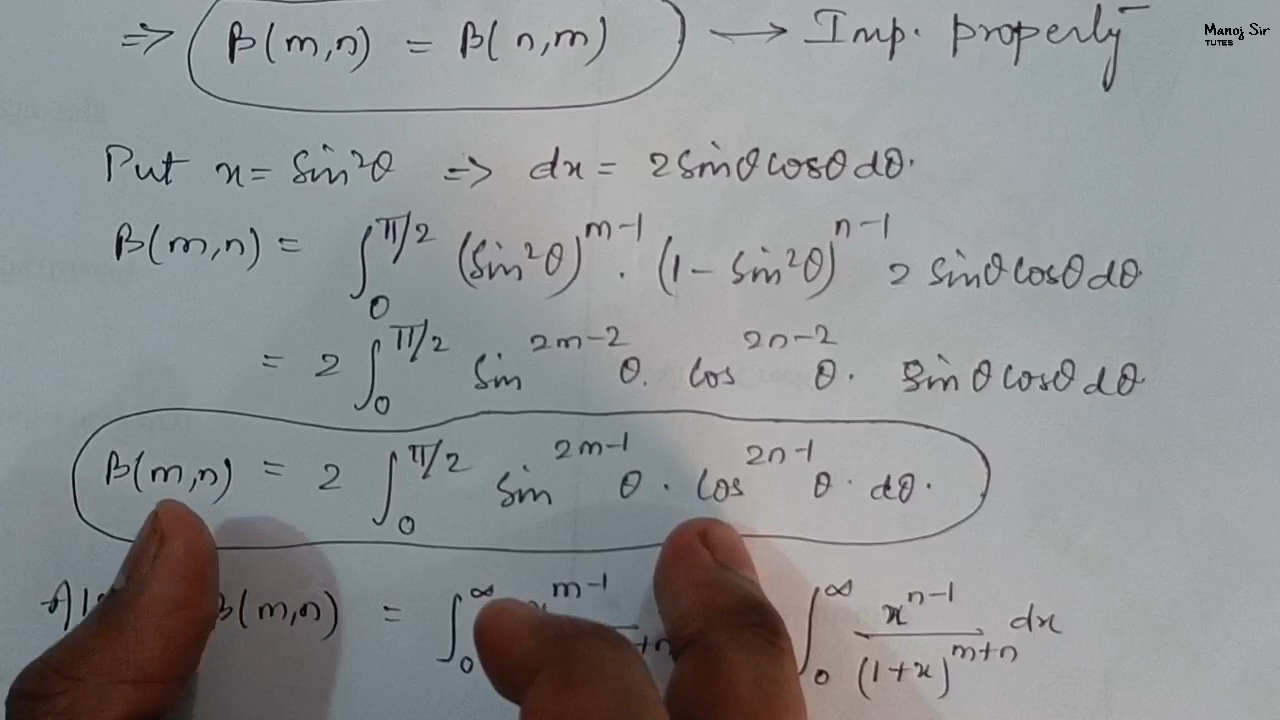 ⇒ β(m,n) = β(n,m) → Imp. property
Manoj Sir
TUTES
Put x = Sin²θ ⇒ dx = 2 Sinθ cosθ dθ.
β(m,n) = ∫₀^{π/2} (Sin²θ)^{m-1} · (1 - Sin²θ)^{n-1} 2 Sinθ cosθ dθ
= 2 ∫₀^{π/2} Sin^{2m-2} θ. Cos^{2n-2} θ. Sinθ cosθ dθ
β(m,n) = 2 ∫₀^{π/2} Sin^{2m-1} θ . Cos^{2n-1} θ. dθ.
β(m,n) = ∫₀^∞ x^{m-1} ∫₀^∞ x^{n-1}/(1+x)^{m+n} dx